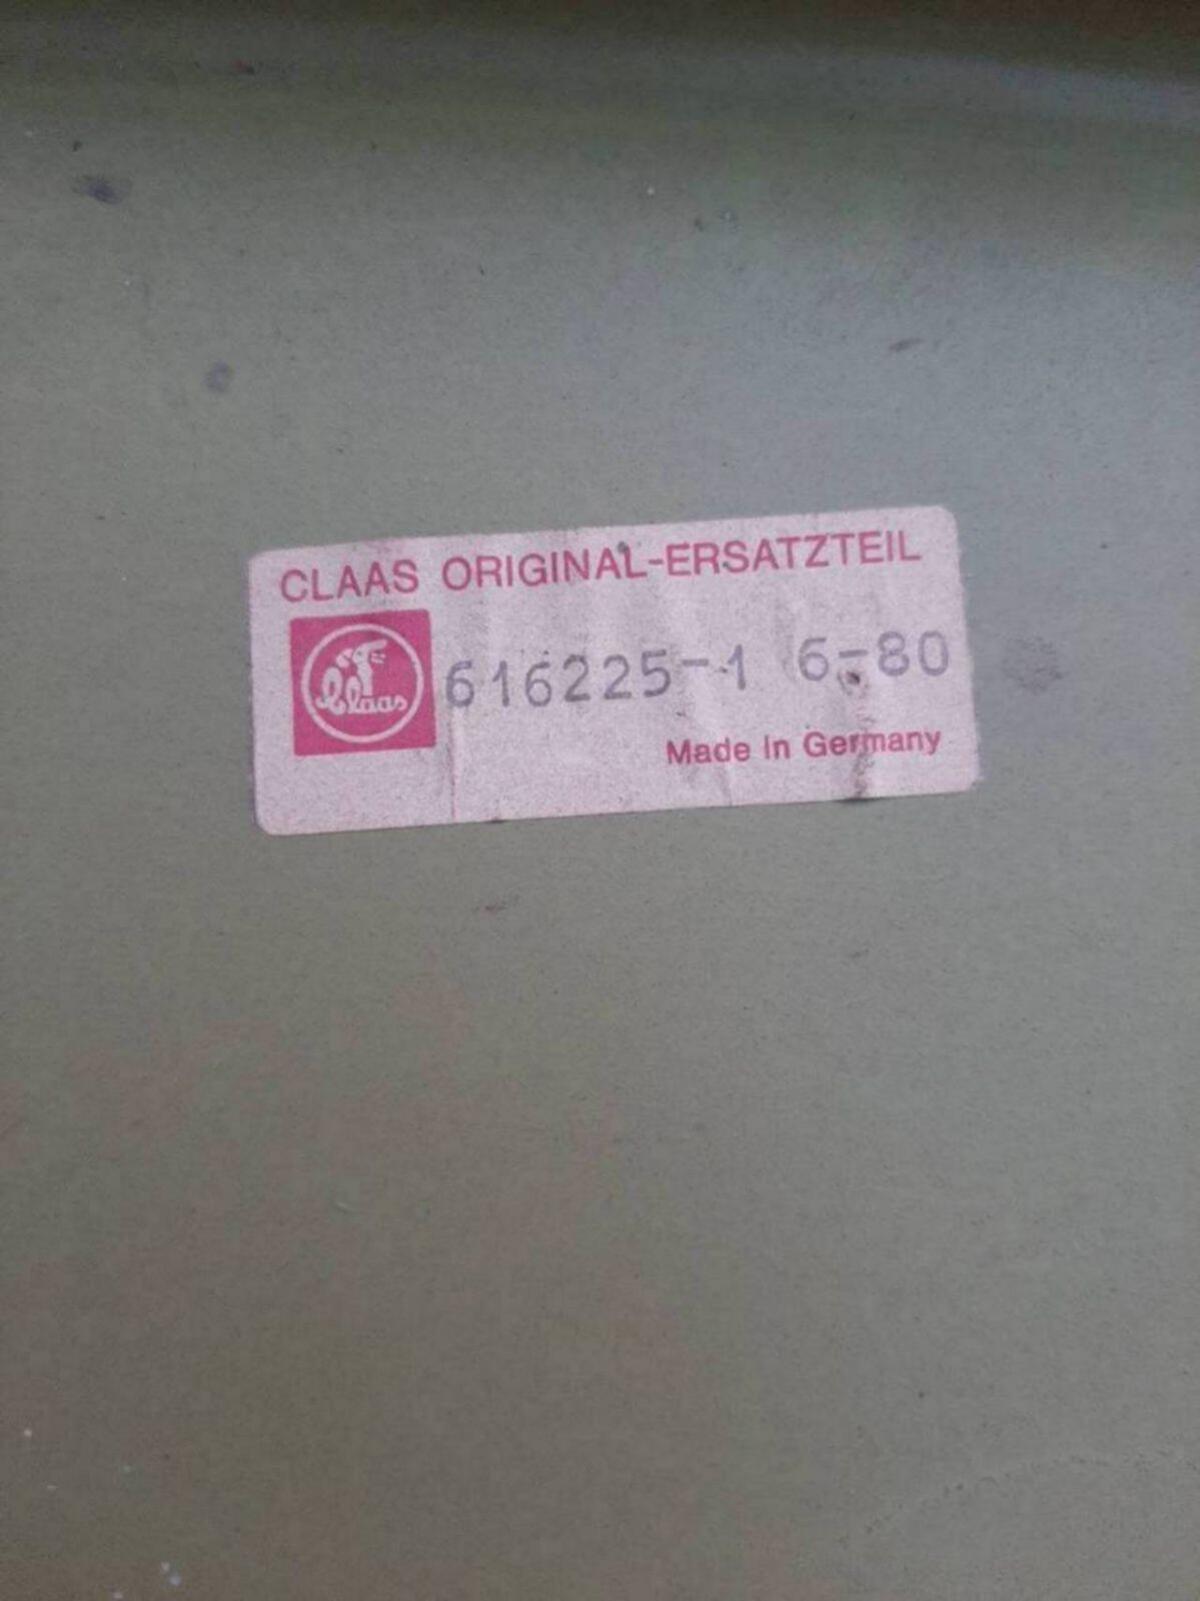 CLAAS ORIGINAL-ERSATZTEIL
Claas
616225-1 6-80
Made in Germany